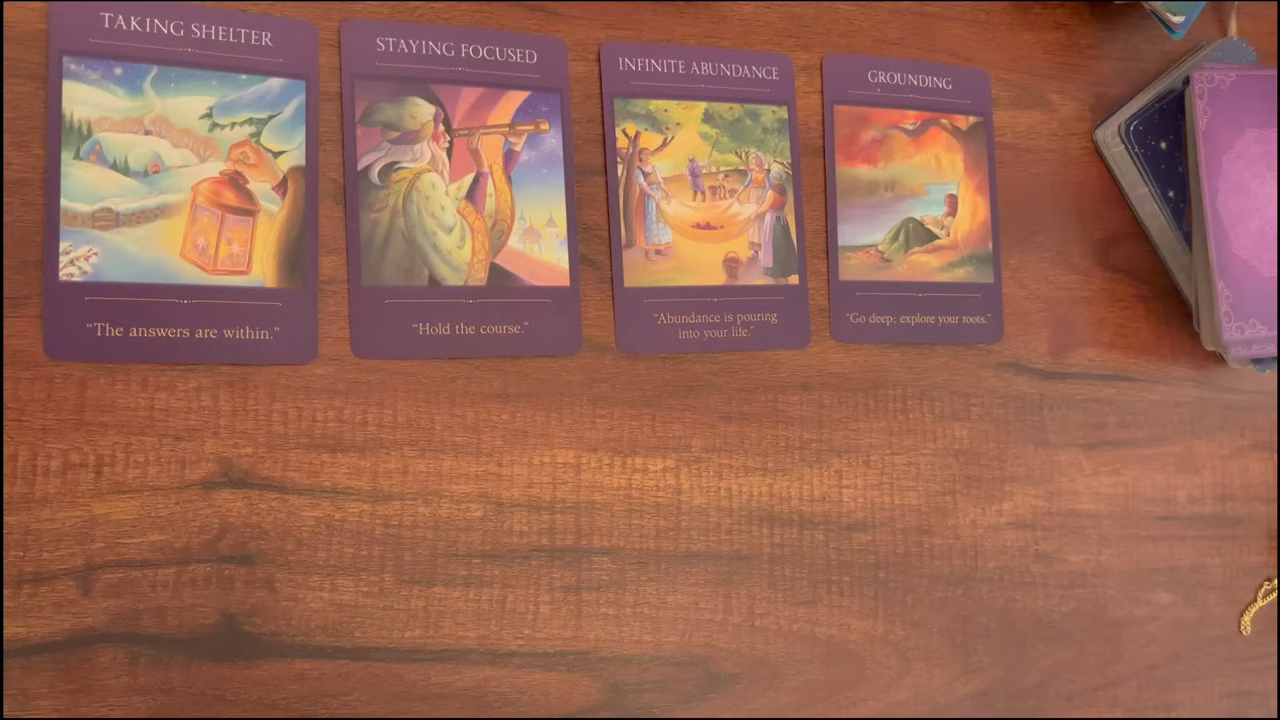 TAKING SHELTER
"The answers are within."
STAYING FOCUSED
"Hold the course."
INFINITE ABUNDANCE
"Abundance is pouring
into your life."
GROUNDING
"Go deep; explore your roots."